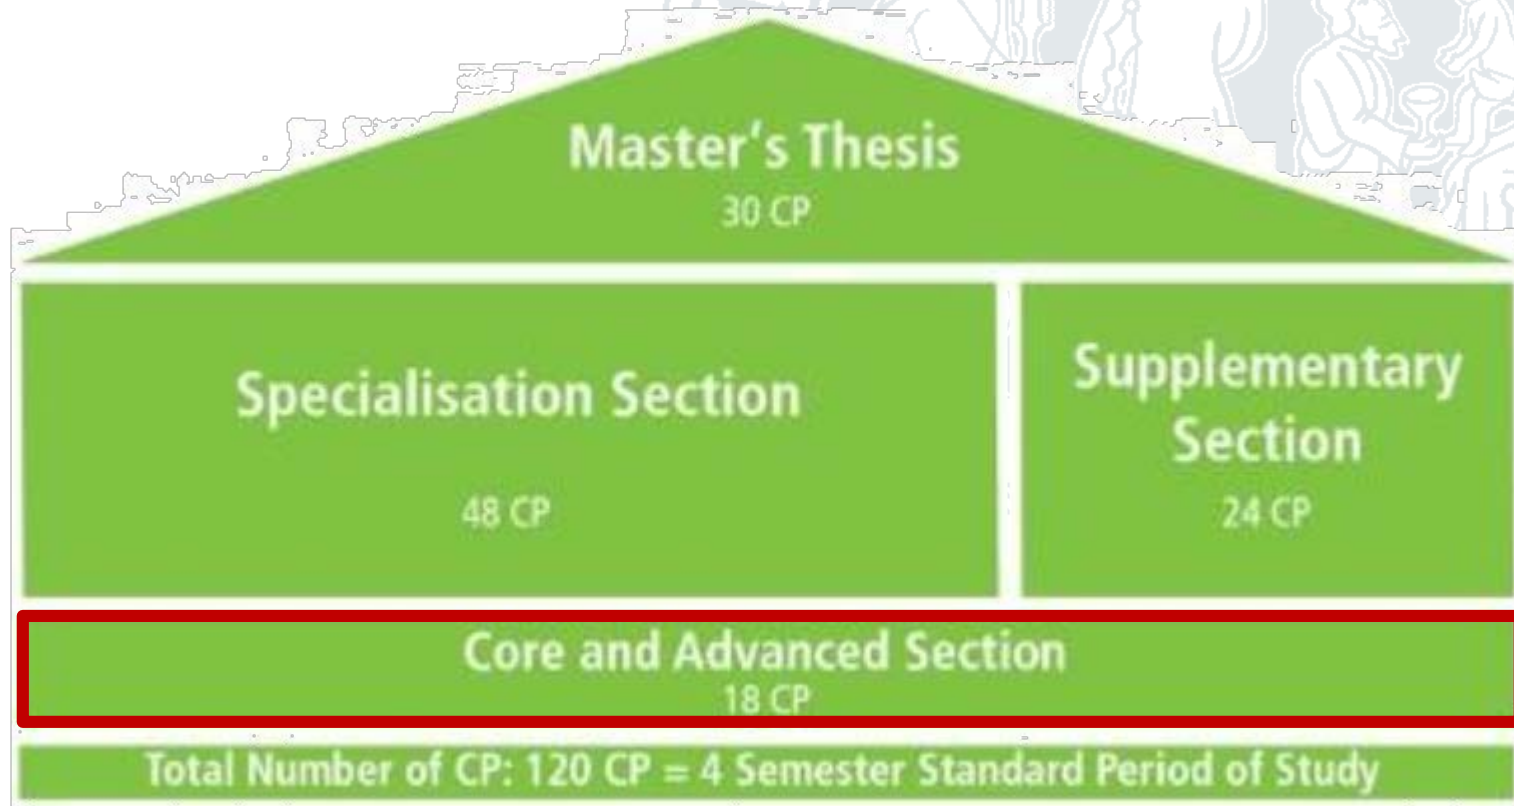 Master's Thesis
30 CP
Specialisation Section
48 CP
Supplementary
Section
24 CP
Core and Advanced Section
18 CP
Total Number of CP: 120 CP = 4 Semester Standard Period of Study